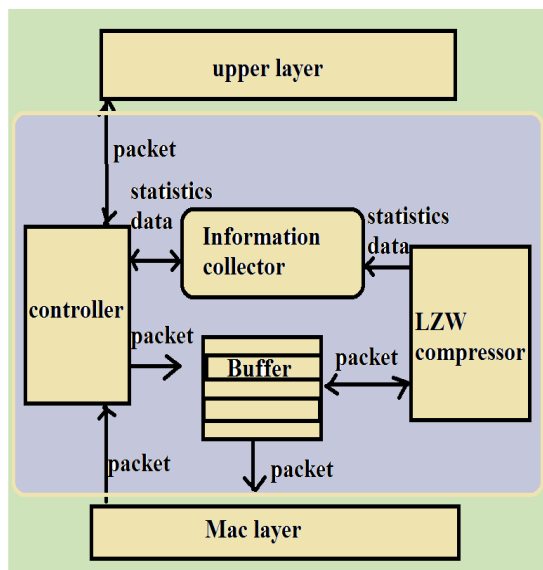 upper layer
packet
statistics
data
Information
collector
statistics
data
controller
LZW
compressor
packet
Buffer
packet
packet
packet
Mac layer